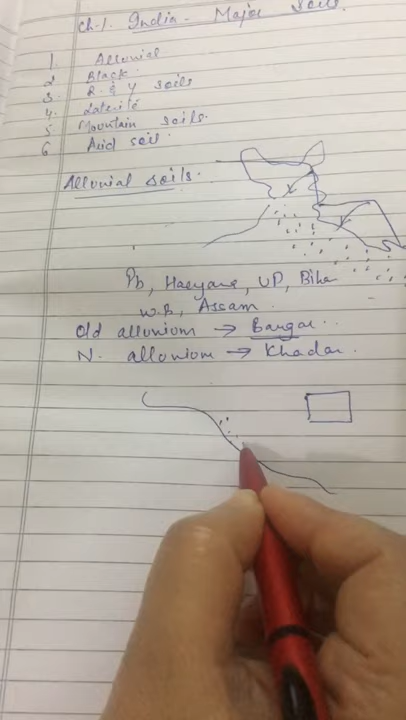 Ch-1. India - Major Soils.
1. Alluvial
2 Black.
3. R & Y soils
4. Laterite
5 Mountain soils.
6 Arid soil.
Alluvial soils.
Pb, Haryana, UP, Bihar
W.B, Assam.
Old alluvium → Bangar.
N. alluvium → Khadar.